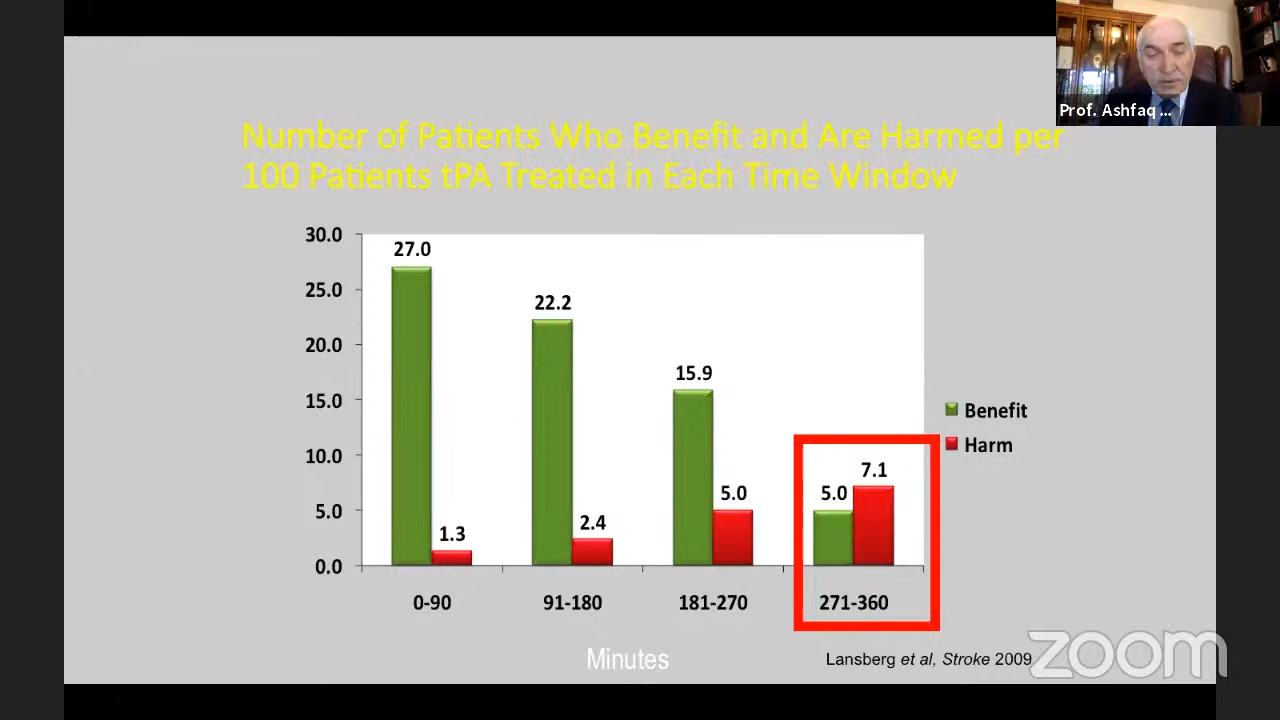 Prof. Ashfaq ...
Number of Patients Who Benefit and Are Harmed per
100 Patients tPA Treated in Each Time Window
30.0
25.0
20.0
15.0
10.0
5.0
0.0
27.0
1.3
22.2
2.4
15.9
5.0
5.0
7.1
0-90
91-180
181-270
271-360
Benefit
Harm
Minutes
Lansberg et al, Stroke 2009
zoom